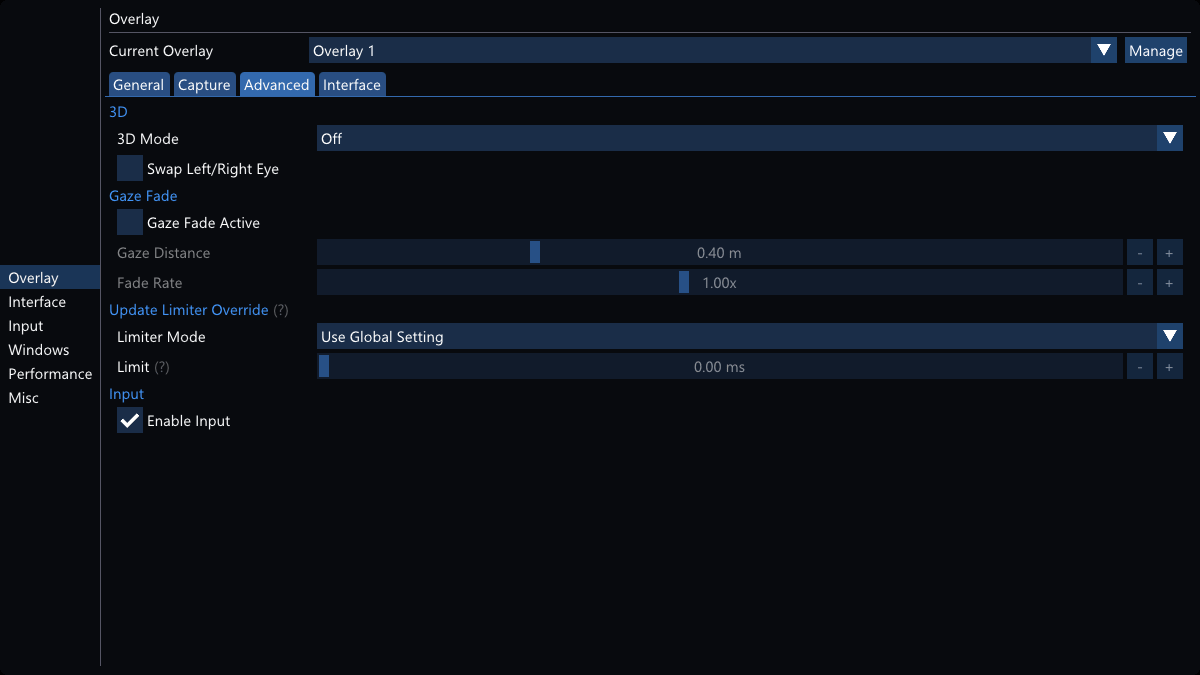 Overlay
Current Overlay Overlay 1 Manage
General Capture Advanced Interface
3D
3D Mode Off
Swap Left/Right Eye
Gaze Fade
Gaze Fade Active
Gaze Distance 0.40 m - +
Fade Rate 1.00x - +
Update Limiter Override (?)
Limiter Mode Use Global Setting
Limit (?) 0.00 ms - +
Input
Enable Input
Overlay
Interface
Input
Windows
Performance
Misc